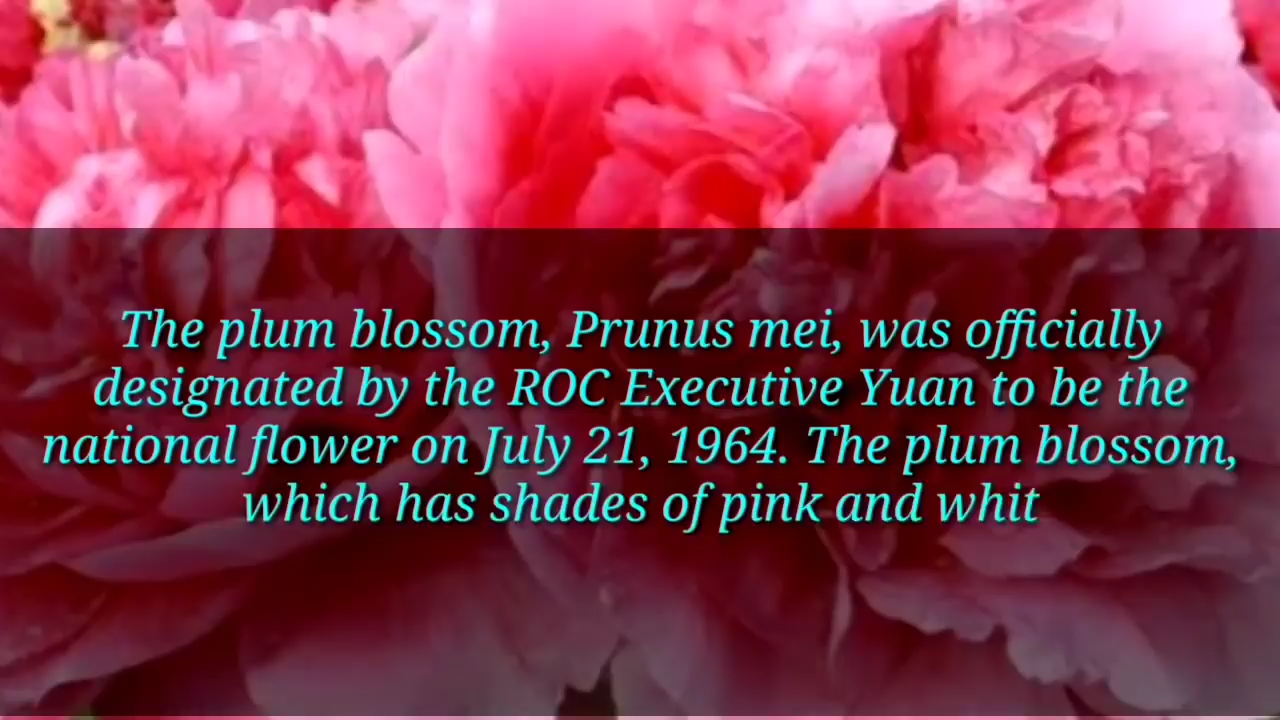 The plum blossom, Prunus mei, was officially
designated by the ROC Executive Yuan to be the
national flower on July 21, 1964. The plum blossom,
which has shades of pink and whit